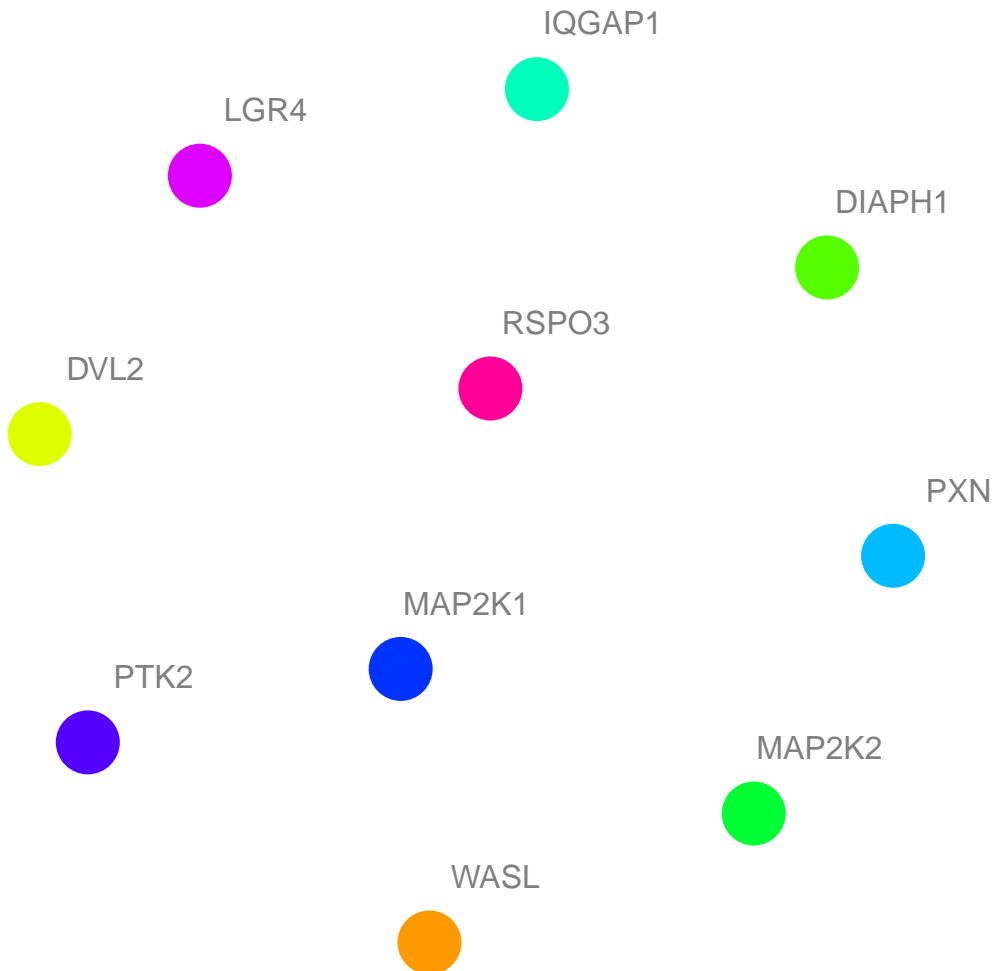 IQGAP1
LGR4
DIAPH1
RSPO3
DVL2
PXN
MAP2K1
PTK2
MAP2K2
WASL